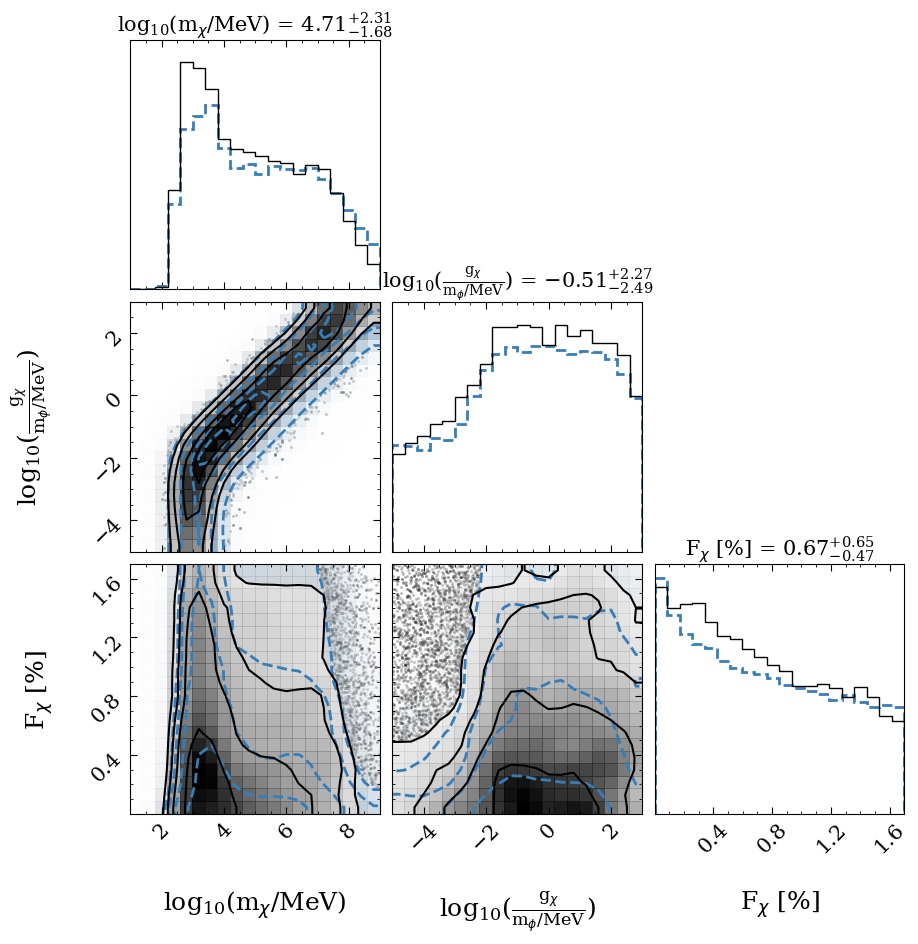 log₁₀(mᵪ/MeV) = 4.71^{+2.31}_{−1.68}
log₁₀(gᵪ/(m_ϕ/MeV)) = −0.51^{+2.27}_{−2.49}
log₁₀(gᵪ/(m_ϕ/MeV))
2
0
−2
−4
Fᵪ [%] = 0.67^{+0.65}_{−0.47}
Fᵪ [%]
1.6
1.2
0.8
0.4
2 4 6 8
−4 −2 0 2
0.4 0.8 1.2 1.6
log₁₀(mᵪ/MeV)
log₁₀(gᵪ/(m_ϕ/MeV))
Fᵪ [%]